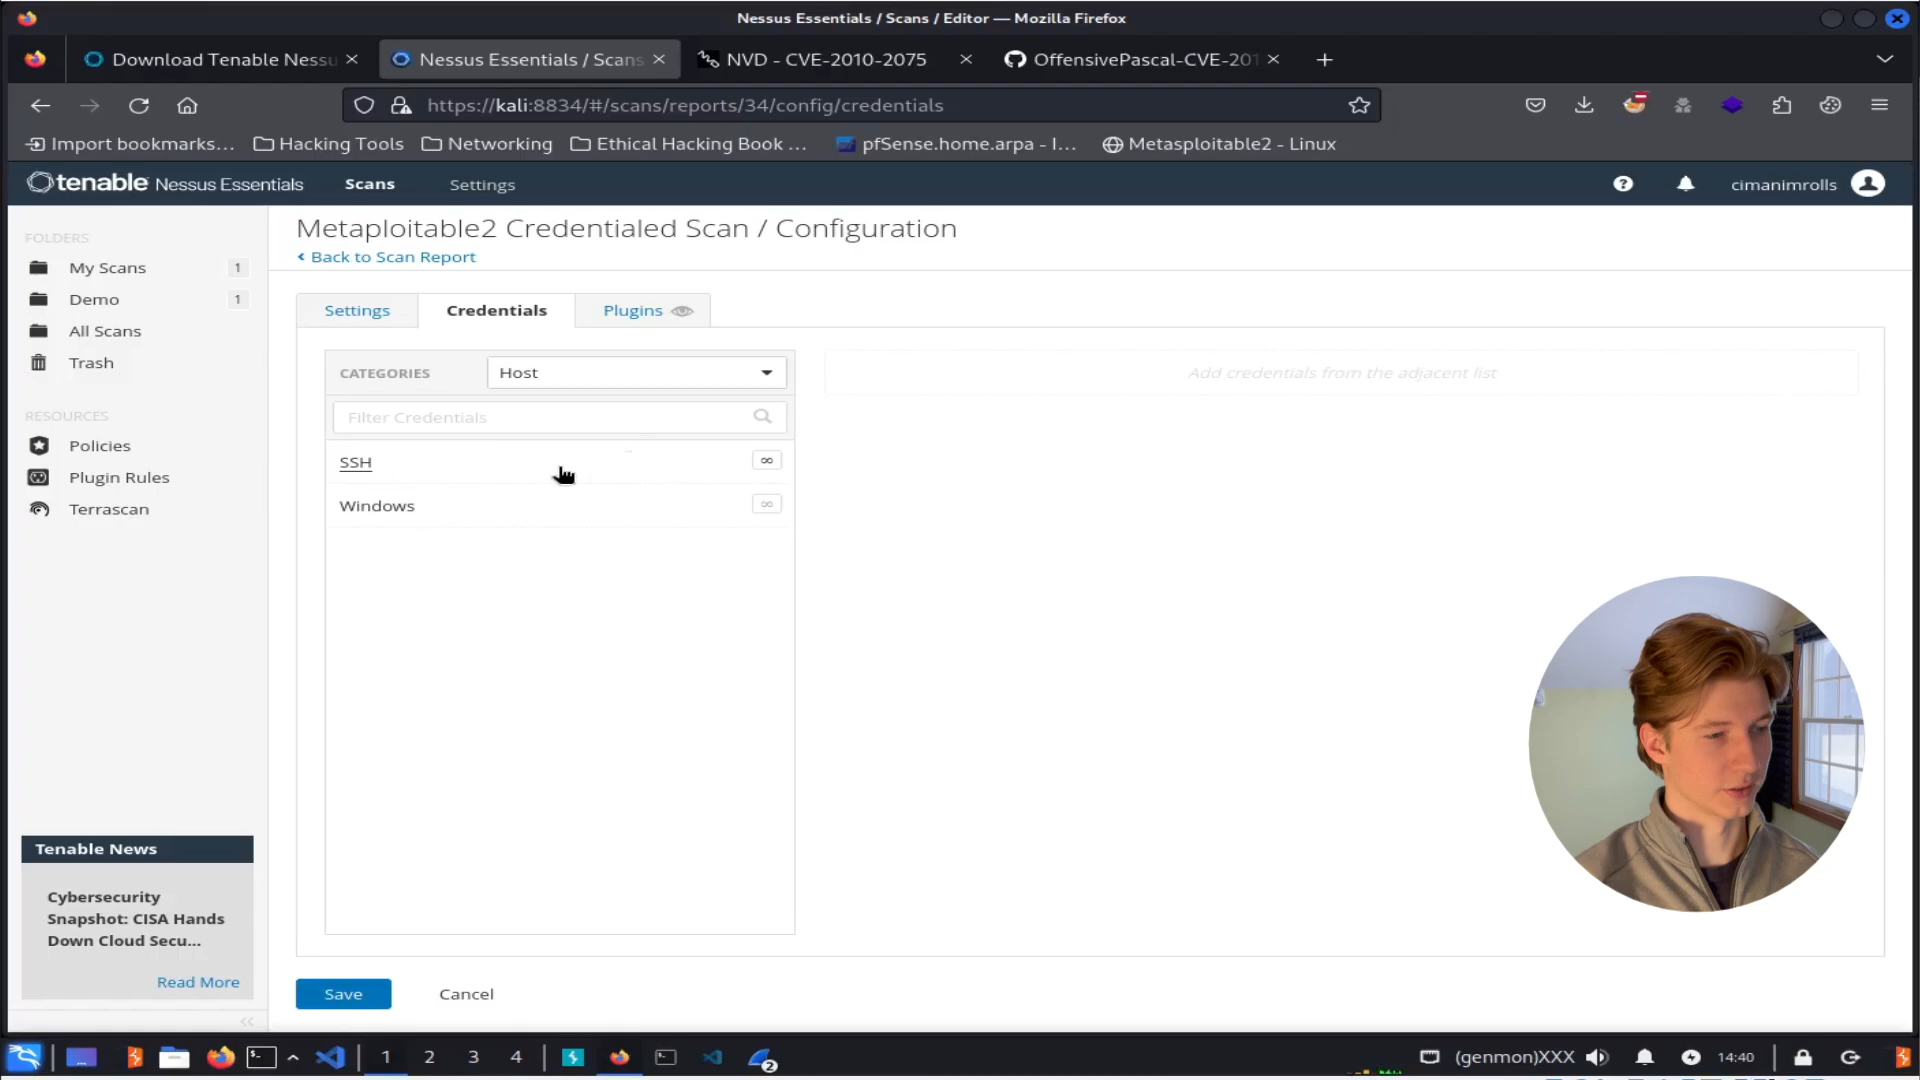 Nessus Essentials / Scans / Editor — Mozilla Firefox
Download Tenable Nessu
Nessus Essentials / Scans
NVD - CVE-2010-2075
OffensivePascal-CVE-201
https://kali:8834/#/scans/reports/34/config/credentials
Import bookmarks...
Hacking Tools
Networking
Ethical Hacking Book ...
pfSense.home.arpa - I...
Metasploitable2 - Linux
tenable Nessus Essentials
Scans
Settings
cimanimrolls
FOLDERS
My Scans 1
Demo 1
All Scans
Trash
RESOURCES
Policies
Plugin Rules
Terrascan
Metaploitable2 Credentialed Scan / Configuration
Back to Scan Report
Settings
Credentials
Plugins
CATEGORIES
Host
Filter Credentials
SSH ∞
Windows ∞
Add credentials from the adjacent list
Tenable News
Cybersecurity
Snapshot: CISA Hands
Down Cloud Secu...
Read More
Save
Cancel
1 2 3 4
2
(genmon)XXX
14:40